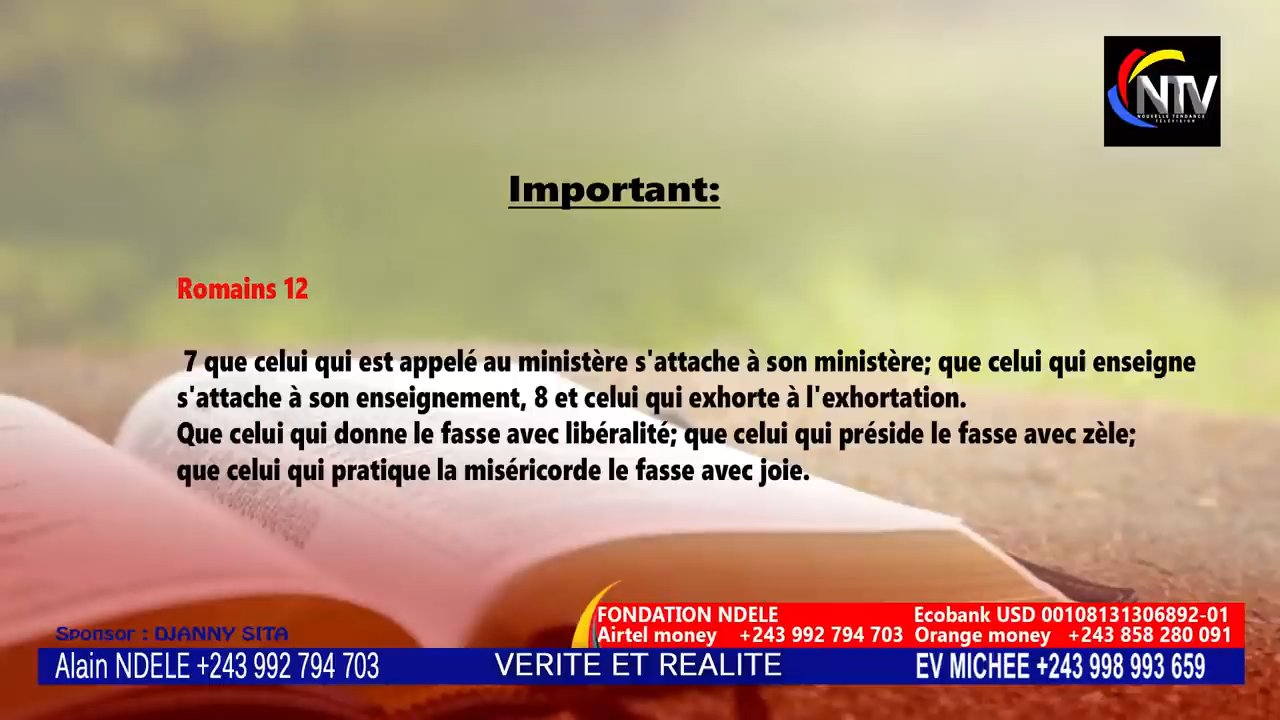 NTV
NOUVELLE TENDANCE
TELEVISION
Important:
Romains 12
7 que celui qui est appelé au ministère s'attache à son ministère; que celui qui enseigne
s'attache à son enseignement, 8 et celui qui exhorte à l'exhortation.
Que celui qui donne le fasse avec libéralité; que celui qui préside le fasse avec zèle;
que celui qui pratique la miséricorde le fasse avec joie.
FONDATION NDELE Ecobank USD 00108131306892-01
Airtel money +243 992 794 703 Orange money +243 858 280 091
Sponsor : DJANNY SITA
Alain NDELE +243 992 794 703 VERITE ET REALITE EV MICHEE +243 998 993 659